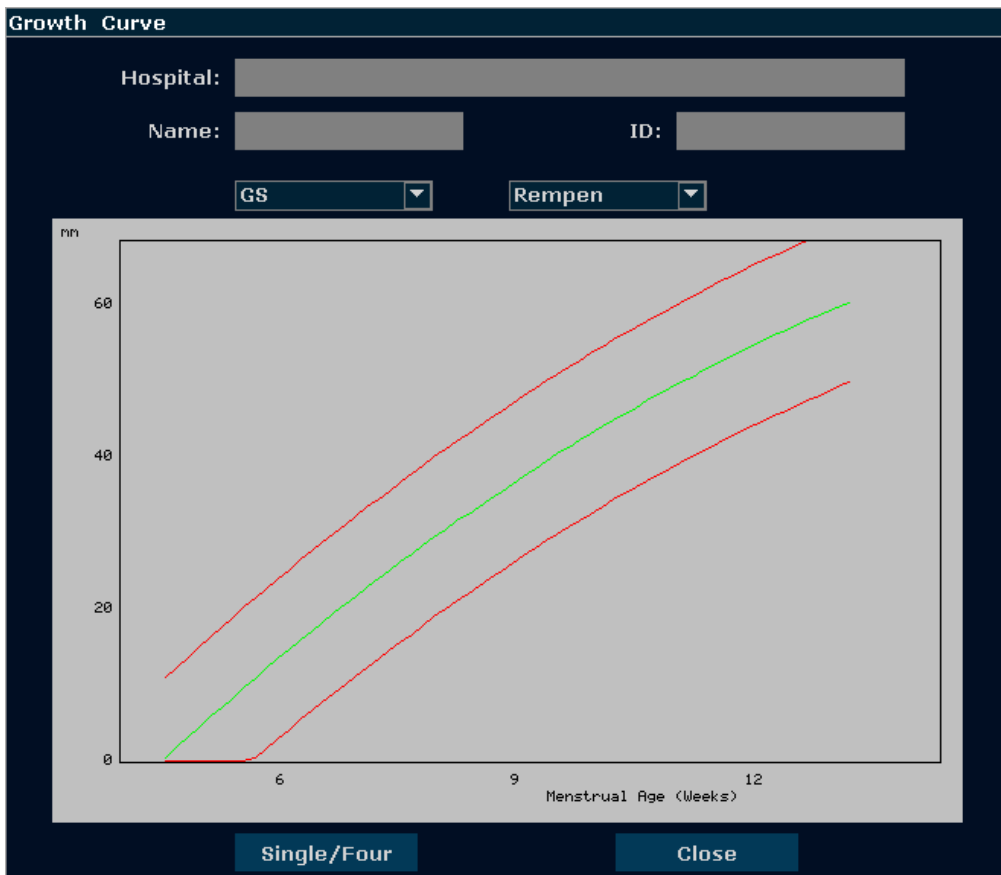 Growth Curve
Hospital:
Name: ID:
GS Rempen
mm
60
40
20
0
6 9 12
Menstrual Age (Weeks)
Single/Four Close